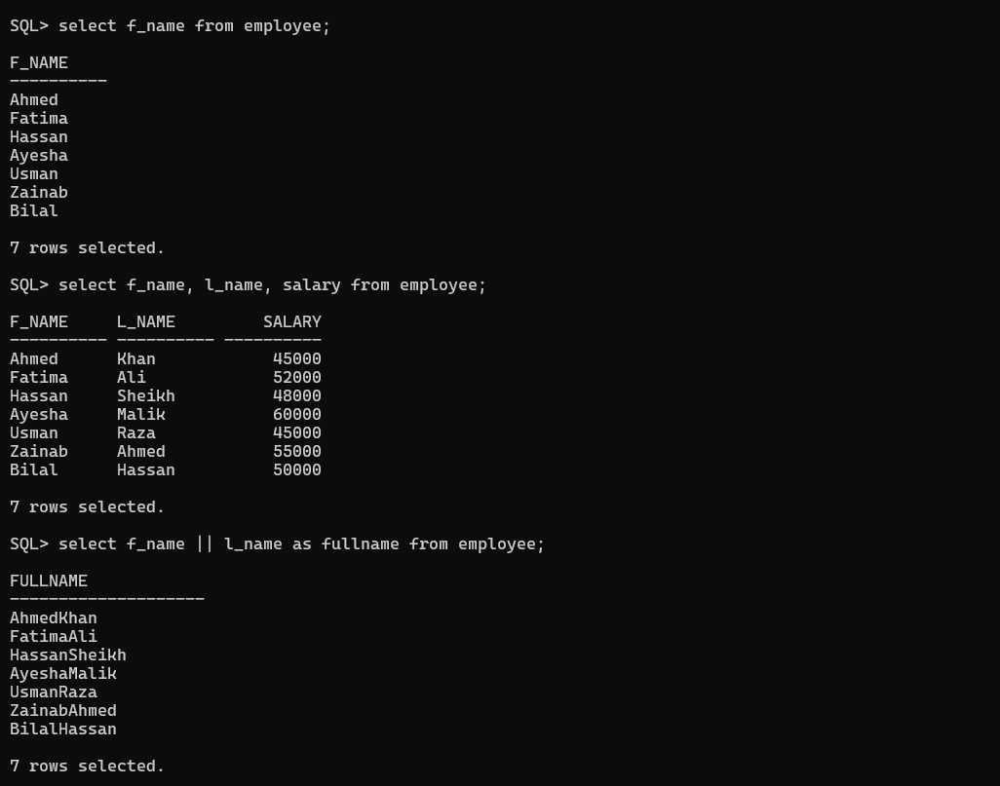 SQL> select f_name from employee;
F_NAME
----------
Ahmed
Fatima
Hassan
Ayesha
Usman
Zainab
Bilal
7 rows selected.
SQL> select f_name, l_name, salary from employee;
F_NAME     L_NAME         SALARY
---------- ---------- ----------
Ahmed      Khan            45000
Fatima     Ali             52000
Hassan     Sheikh          48000
Ayesha     Malik           60000
Usman      Raza            45000
Zainab     Ahmed           55000
Bilal      Hassan          50000
7 rows selected.
SQL> select f_name || l_name as fullname from employee;
FULLNAME
--------------------
AhmedKhan
FatimaAli
HassanSheikh
AyeshaMalik
UsmanRaza
ZainabAhmed
BilalHassan
7 rows selected.